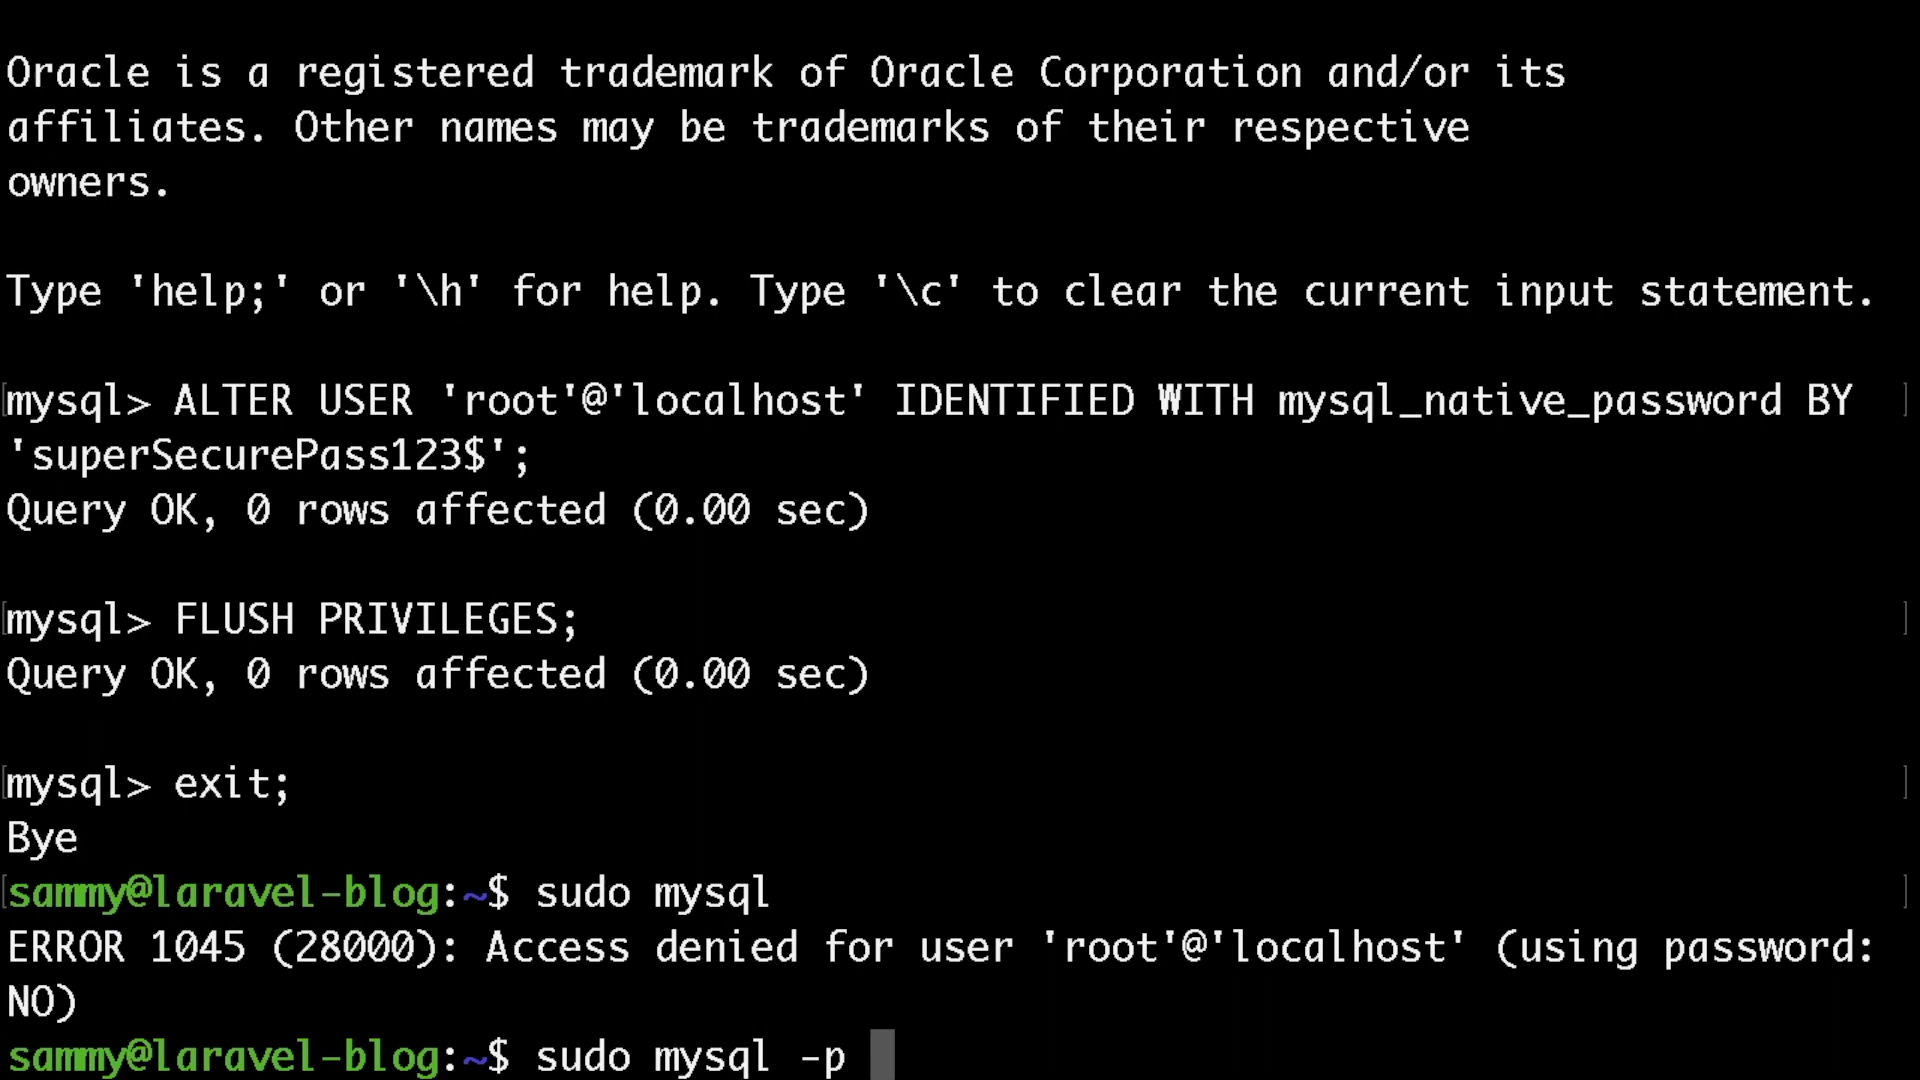 Oracle is a registered trademark of Oracle Corporation and/or its
affiliates. Other names may be trademarks of their respective
owners.
Type 'help;' or '\h' for help. Type '\c' to clear the current input statement.
[mysql> ALTER USER 'root'@'localhost' IDENTIFIED WITH mysql_native_password BY ]
'superSecurePass123$';
Query OK, 0 rows affected (0.00 sec)
[mysql> FLUSH PRIVILEGES; ]
Query OK, 0 rows affected (0.00 sec)
[mysql> exit; ]
Bye
[sammy@laravel-blog:~$ sudo mysql ]
ERROR 1045 (28000): Access denied for user 'root'@'localhost' (using password:
NO)
sammy@laravel-blog:~$ sudo mysql -p